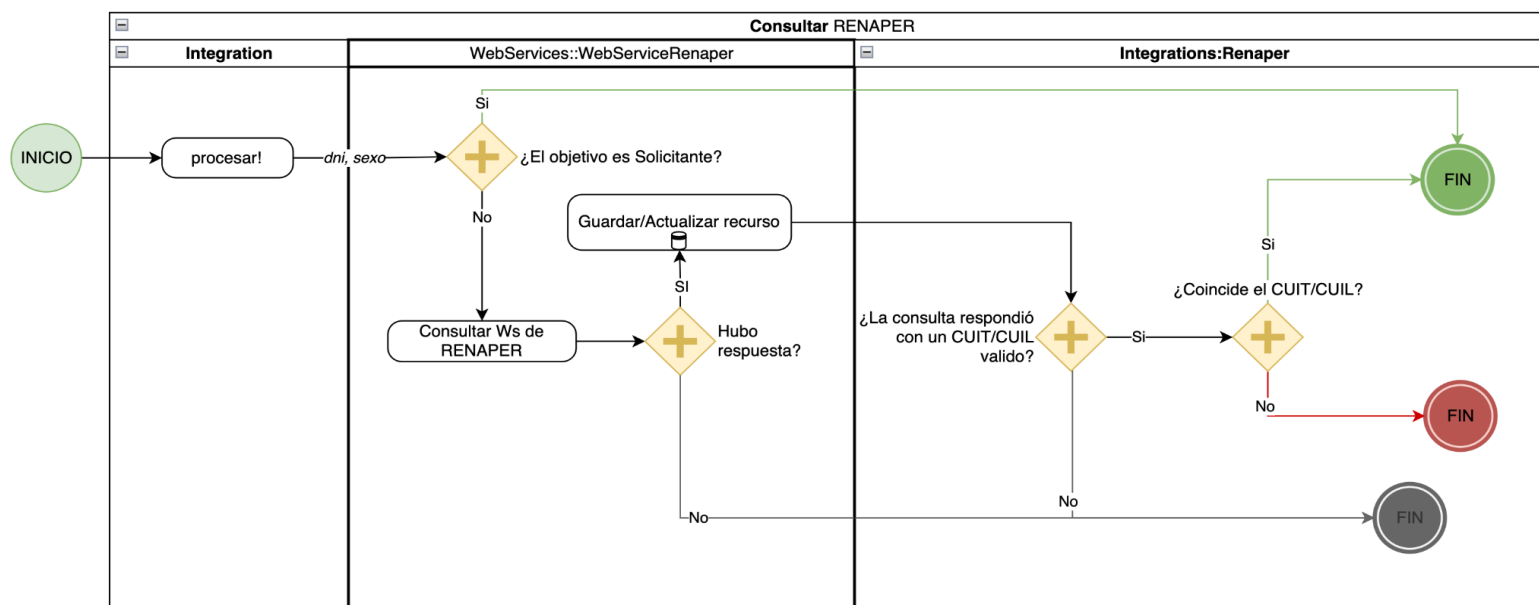 Consultar RENAPER
Integration
WebServices::WebServiceRenaper
Integrations:Renaper
INICIO
procesar!
dni, sexo
Si
¿El objetivo es Solicitante?
No
Guardar/Actualizar recurso
SI
Consultar Ws de
RENAPER
Hubo
respuesta?
No
¿La consulta respondió
con un CUIT/CUIL
valido?
Si
No
¿Coincide el CUIT/CUIL?
Si
No
FIN
FIN
FIN